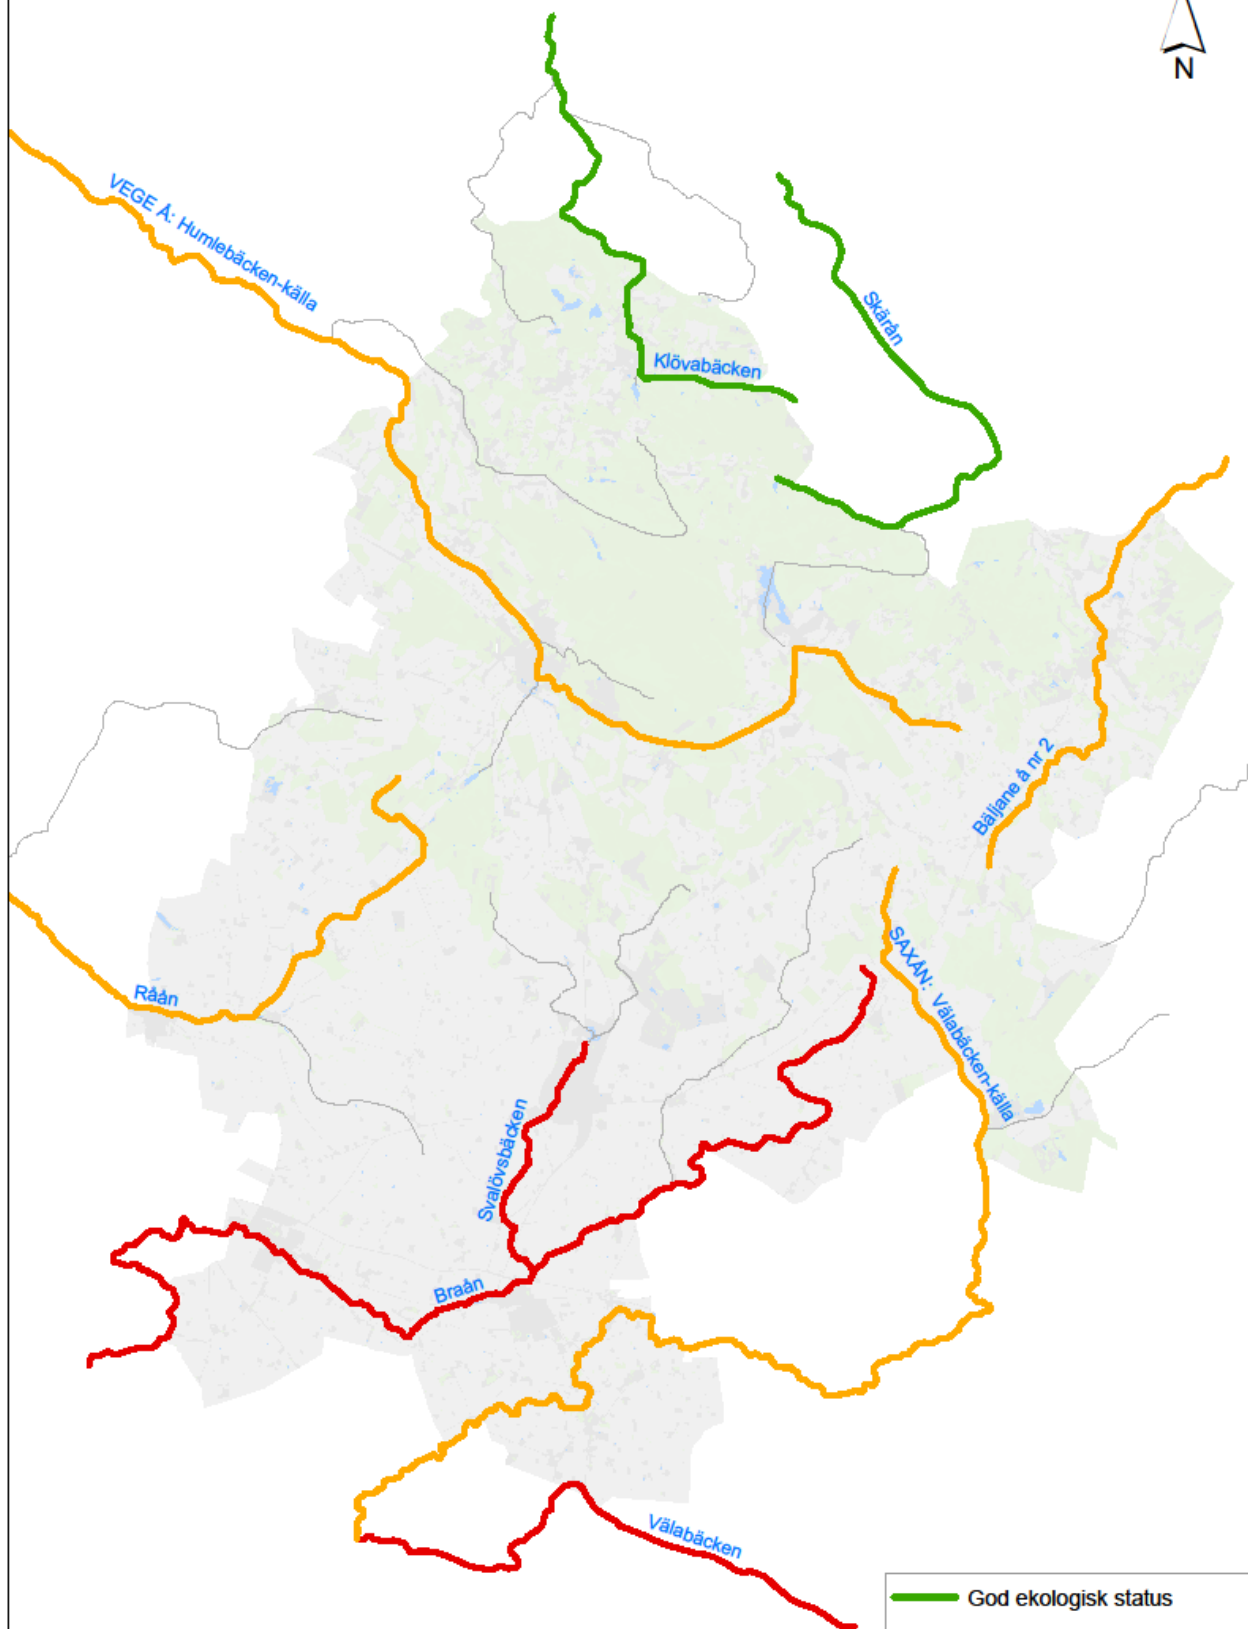 N
VEGE Å: Humlebäcken-källa
Skärån
Klövabäcken
Bäljane å nr 2
SAXÅN: Välabäcken-källa
Råån
Svalövsbäcken
Braån
Välabäcken
God ekologisk status